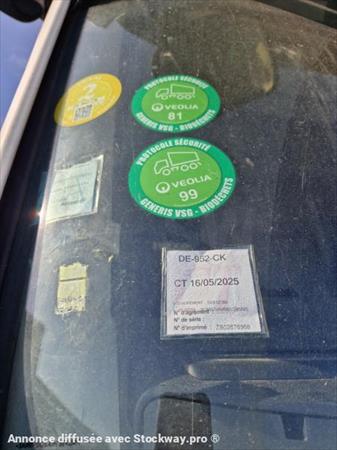 2
PROTOCOLE SÉCURITÉ
VEOLIA
81
GENERIS VSG - BIODÉCHETS
PROTOCOLE SÉCURITÉ
VEOLIA
99
GENERIS VSG - BIODÉCHETS
DE-952-CK
CT 16/05/2025
N° d'agrément :
N° de série :
N° d'imprimé :
Annonce diffusée avec Stockway.pro ®